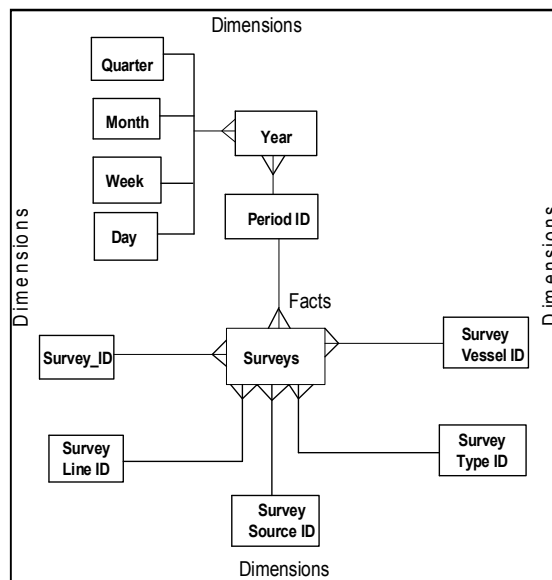 Dimensions
Quarter
Month
Year
Week
Period ID
Day
Dimensions
Dimensions
Facts
Survey_ID
Surveys
Survey
Vessel ID
Survey
Line ID
Survey
Type ID
Survey
Source ID
Dimensions